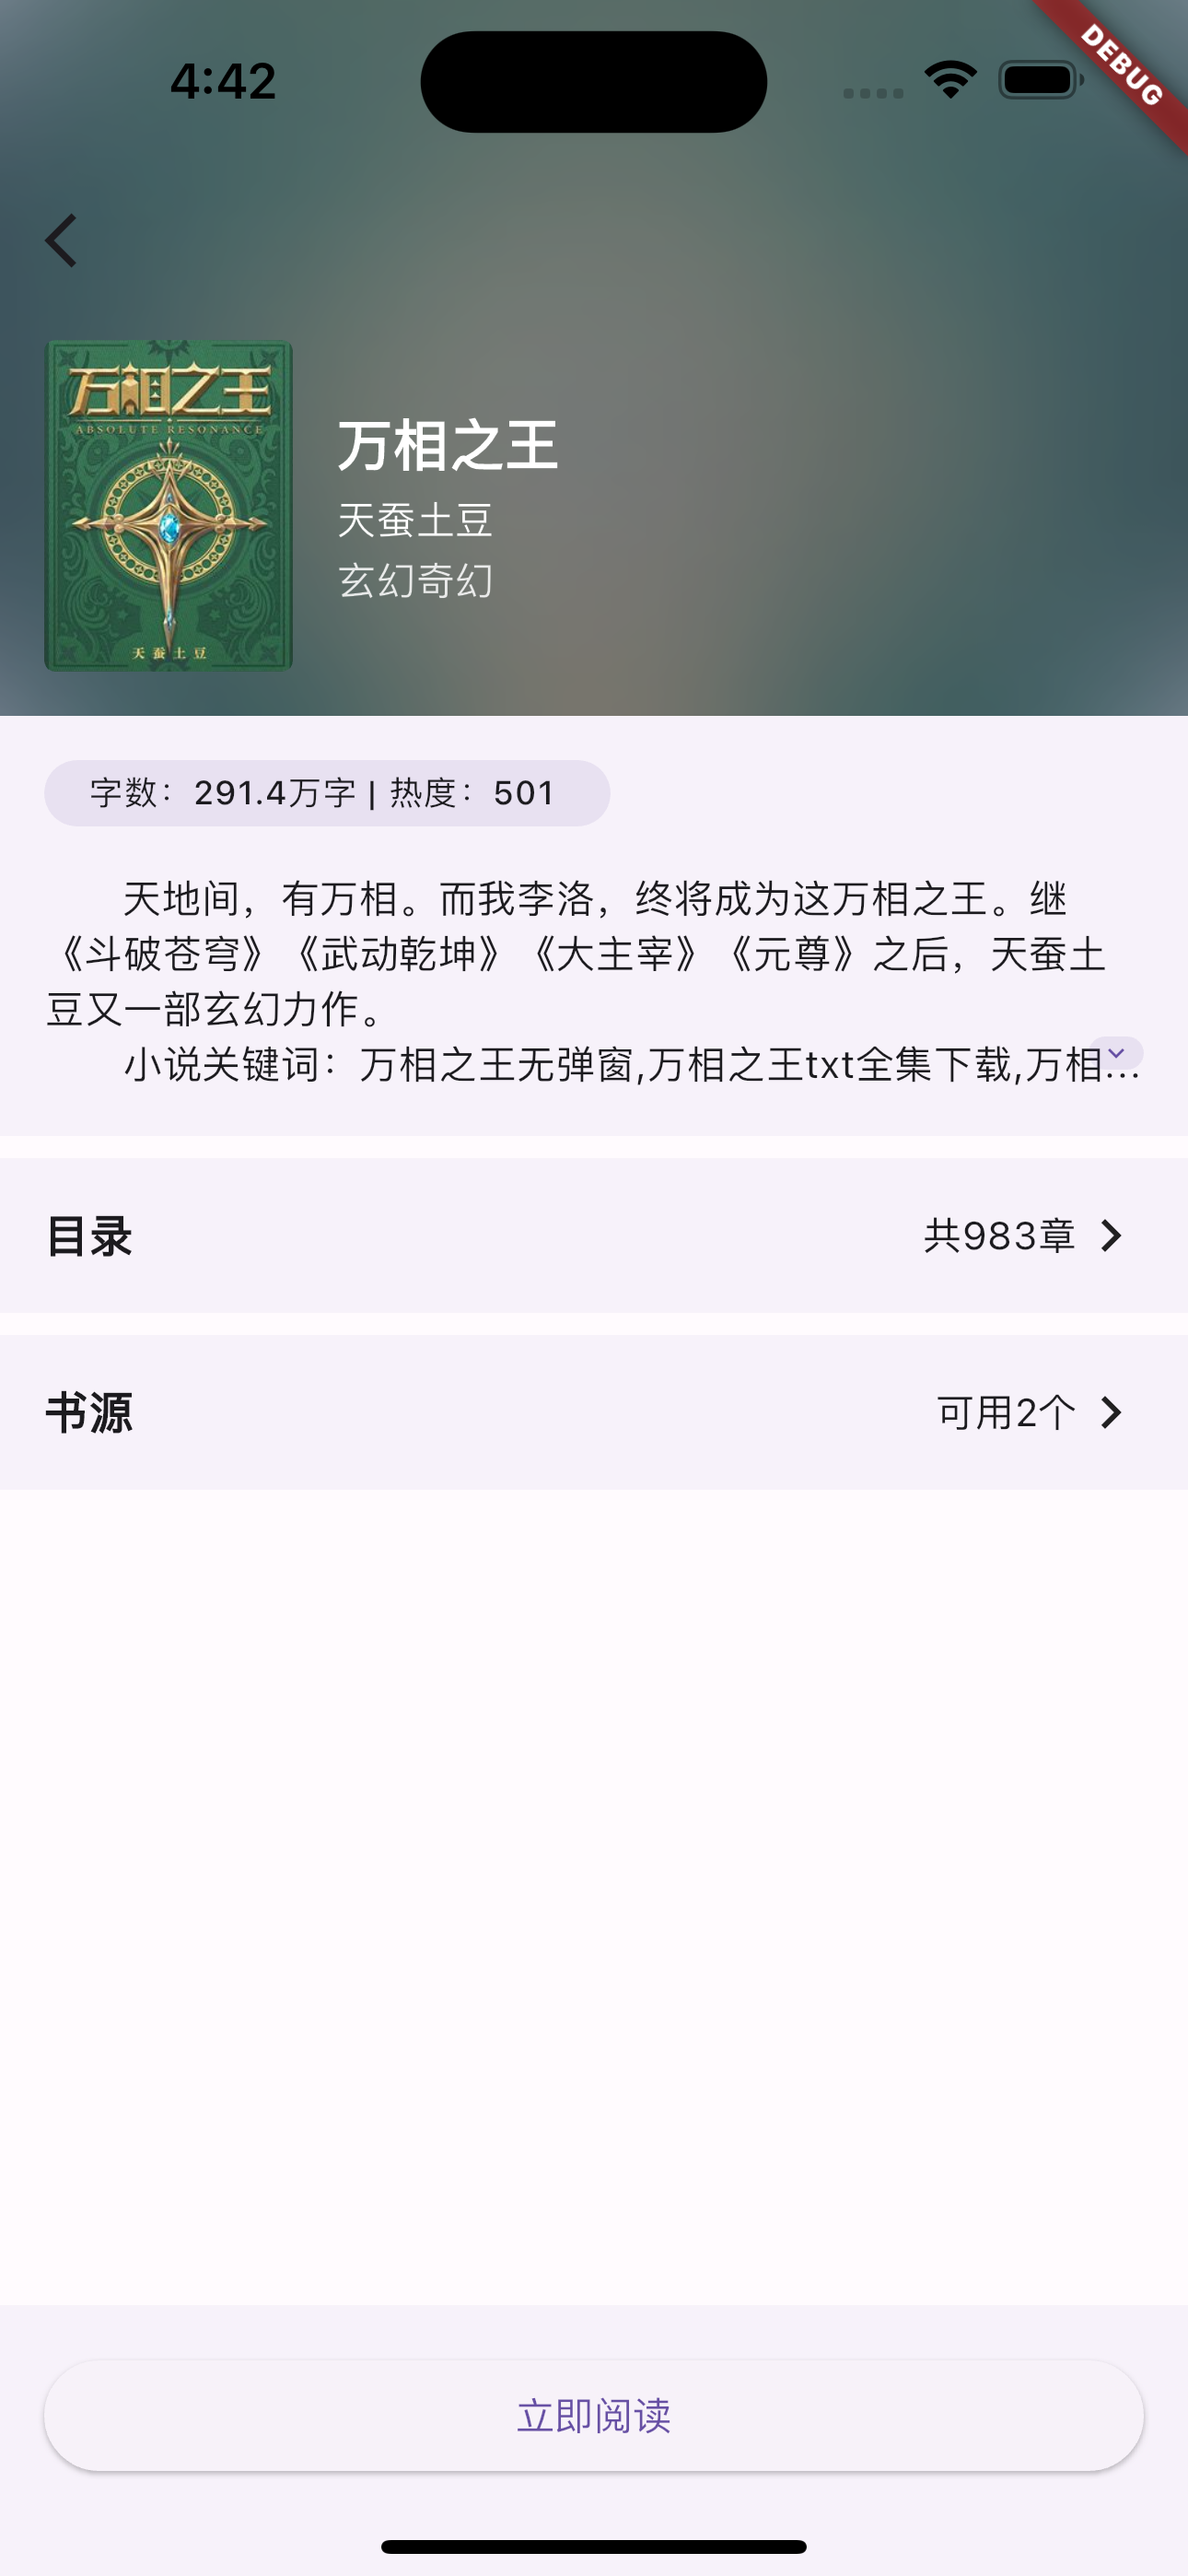 4:42
DEBUG
万相之王
ABSOLUTE RESONANCE
天蚕土豆
万相之王
天蚕土豆
玄幻奇幻
字数：291.4万字 | 热度：501
天地间，有万相。而我李洛，终将成为这万相之王。继
《斗破苍穹》《武动乾坤》《大主宰》《元尊》之后，天蚕土
豆又一部玄幻力作。
小说关键词：万相之王无弹窗,万相之王txt全集下载,万相...
目录
共983章
书源
可用2个
立即阅读